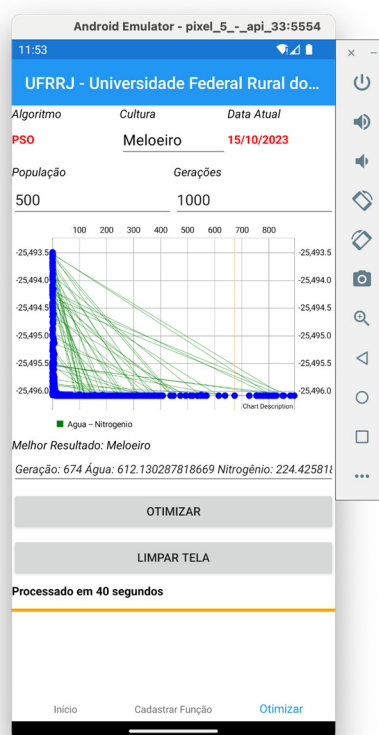 Android Emulator - pixel_5_-_api_33:5554
11:53
UFRRJ - Universidade Federal Rural do...
Algoritmo Cultura Data Atual
PSO Meloeiro 15/10/2023
População Gerações
500 1000
100 200 300 400 500 600 700 800
-25,493.5 -25,493.5
-25,494.0 -25,494.0
-25,494.5 -25,494.5
-25,495.0 -25,495.0
-25,495.5 -25,495.5
-25,496.0 -25,496.0
Chart Description
Agua – Nitrogenio
Melhor Resultado: Meloeiro
Geração: 674 Água: 612.130287818669 Nitrogênio: 224.425818
OTIMIZAR
LIMPAR TELA
Processado em 40 segundos
Início Cadastrar Função Otimizar